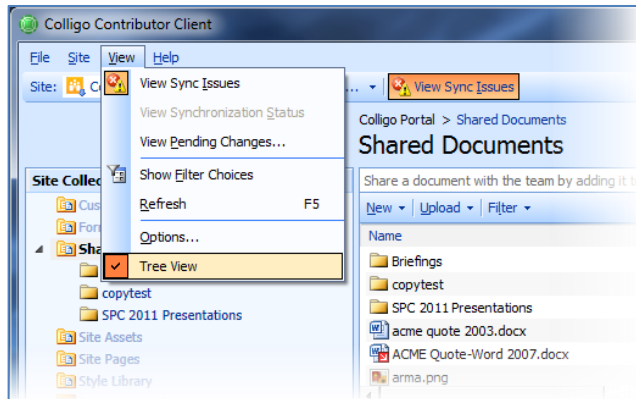 Colligo Contributor Client
File Site View Help
Site: C
... View Sync Issues
View Sync Issues
View Synchronization Status
View Pending Changes...
Show Filter Choices
Refresh F5
Options...
Tree View
Site Collec
Cus
For
Sha
copytest
SPC 2011 Presentations
Site Assets
Site Pages
Style Library
Colligo Portal > Shared Documents
Shared Documents
Share a document with the team by adding it t
New Upload Filter
Name
Briefings
copytest
SPC 2011 Presentations
acme quote 2003.docx
ACME Quote-Word 2007.docx
arma.png